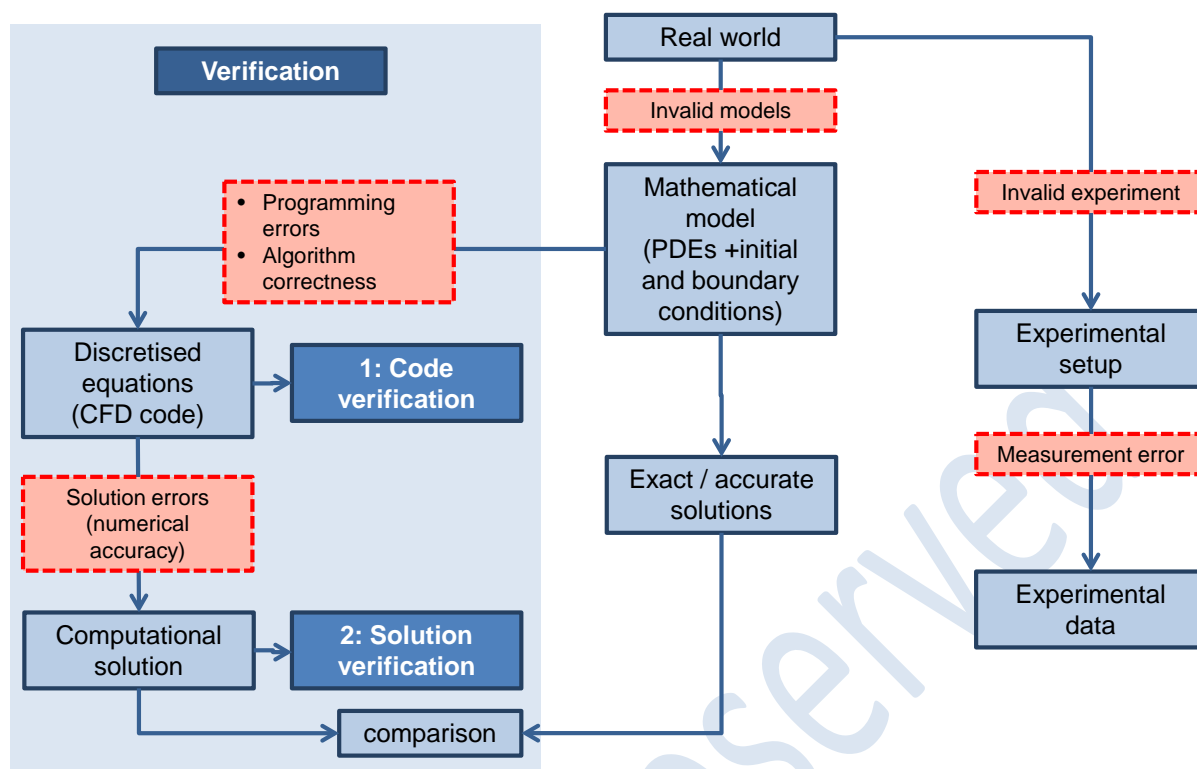 Real world
Verification
Invalid models
• Programming
errors
• Algorithm
correctness
Mathematical
model
(PDEs +initial
and boundary
conditions)
Invalid experiment
Discretised
equations
(CFD code)
1: Code
verification
Experimental
setup
Measurement error
Solution errors
(numerical
accuracy)
Exact / accurate
solutions
Computational
solution
2: Solution
verification
Experimental
data
comparison